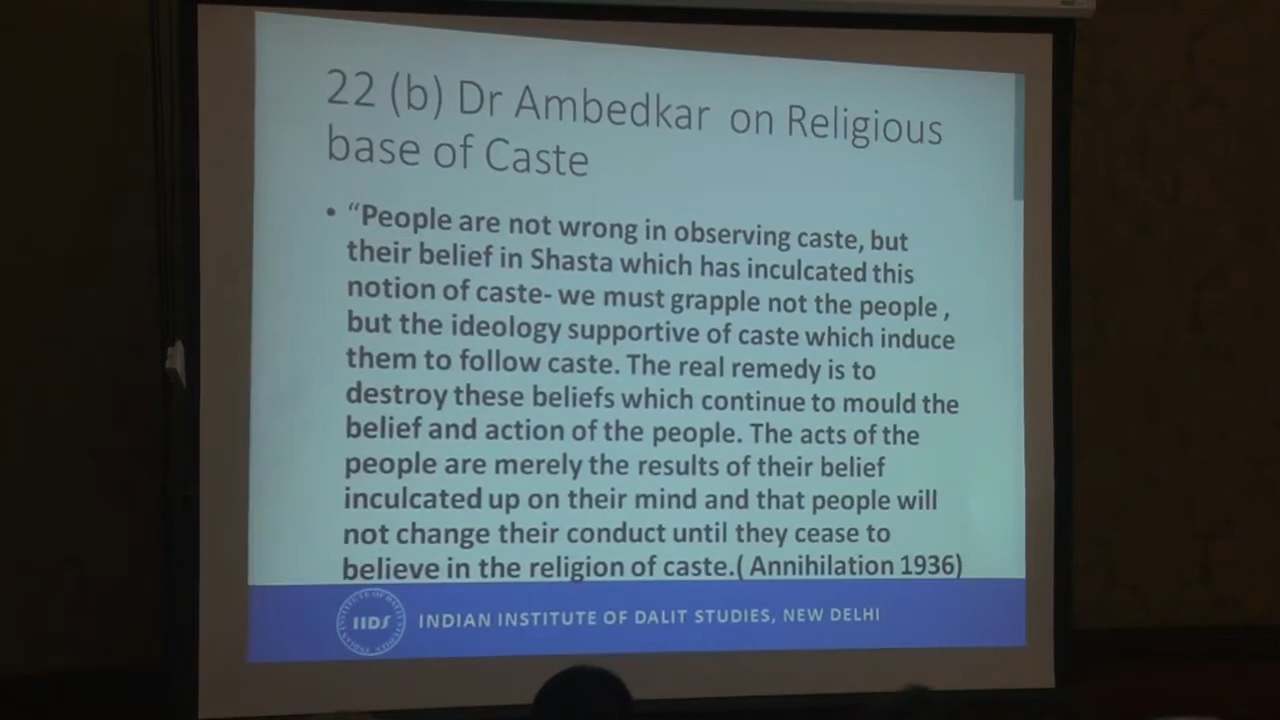 22 (b) Dr Ambedkar on Religious
base of Caste
• “People are not wrong in observing caste, but
their belief in Shasta which has inculcated this
notion of caste- we must grapple not the people ,
but the ideology supportive of caste which induce
them to follow caste. The real remedy is to
destroy these beliefs which continue to mould the
belief and action of the people. The acts of the
people are merely the results of their belief
inculcated up on their mind and that people will
not change their conduct until they cease to
believe in the religion of caste.( Annihilation 1936)
IIDS
INDIAN INSTITUTE OF DALIT STUDIES, NEW DELHI